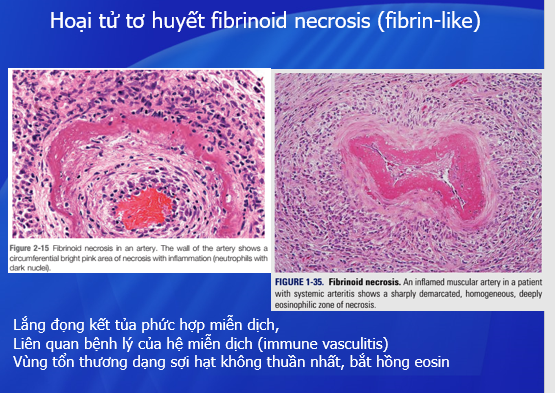 Hoại tử tơ huyết fibrinoid necrosis (fibrin-like)
Figure 2-15 Fibrinoid necrosis in an artery. The wall of the artery shows a
circumferential bright pink area of necrosis with inflammation (neutrophils with
dark nuclei).
FIGURE 1-35. Fibrinoid necrosis. An inflamed muscular artery in a patient
with systemic arteritis shows a sharply demarcated, homogeneous, deeply
eosinophilic zone of necrosis.
Lắng đọng kết tủa phức hợp miễn dịch,
Liên quan bệnh lý của hệ miễn dịch (immune vasculitis)
Vùng tổn thương dạng sợi hạt không thuần nhất, bắt hồng eosin